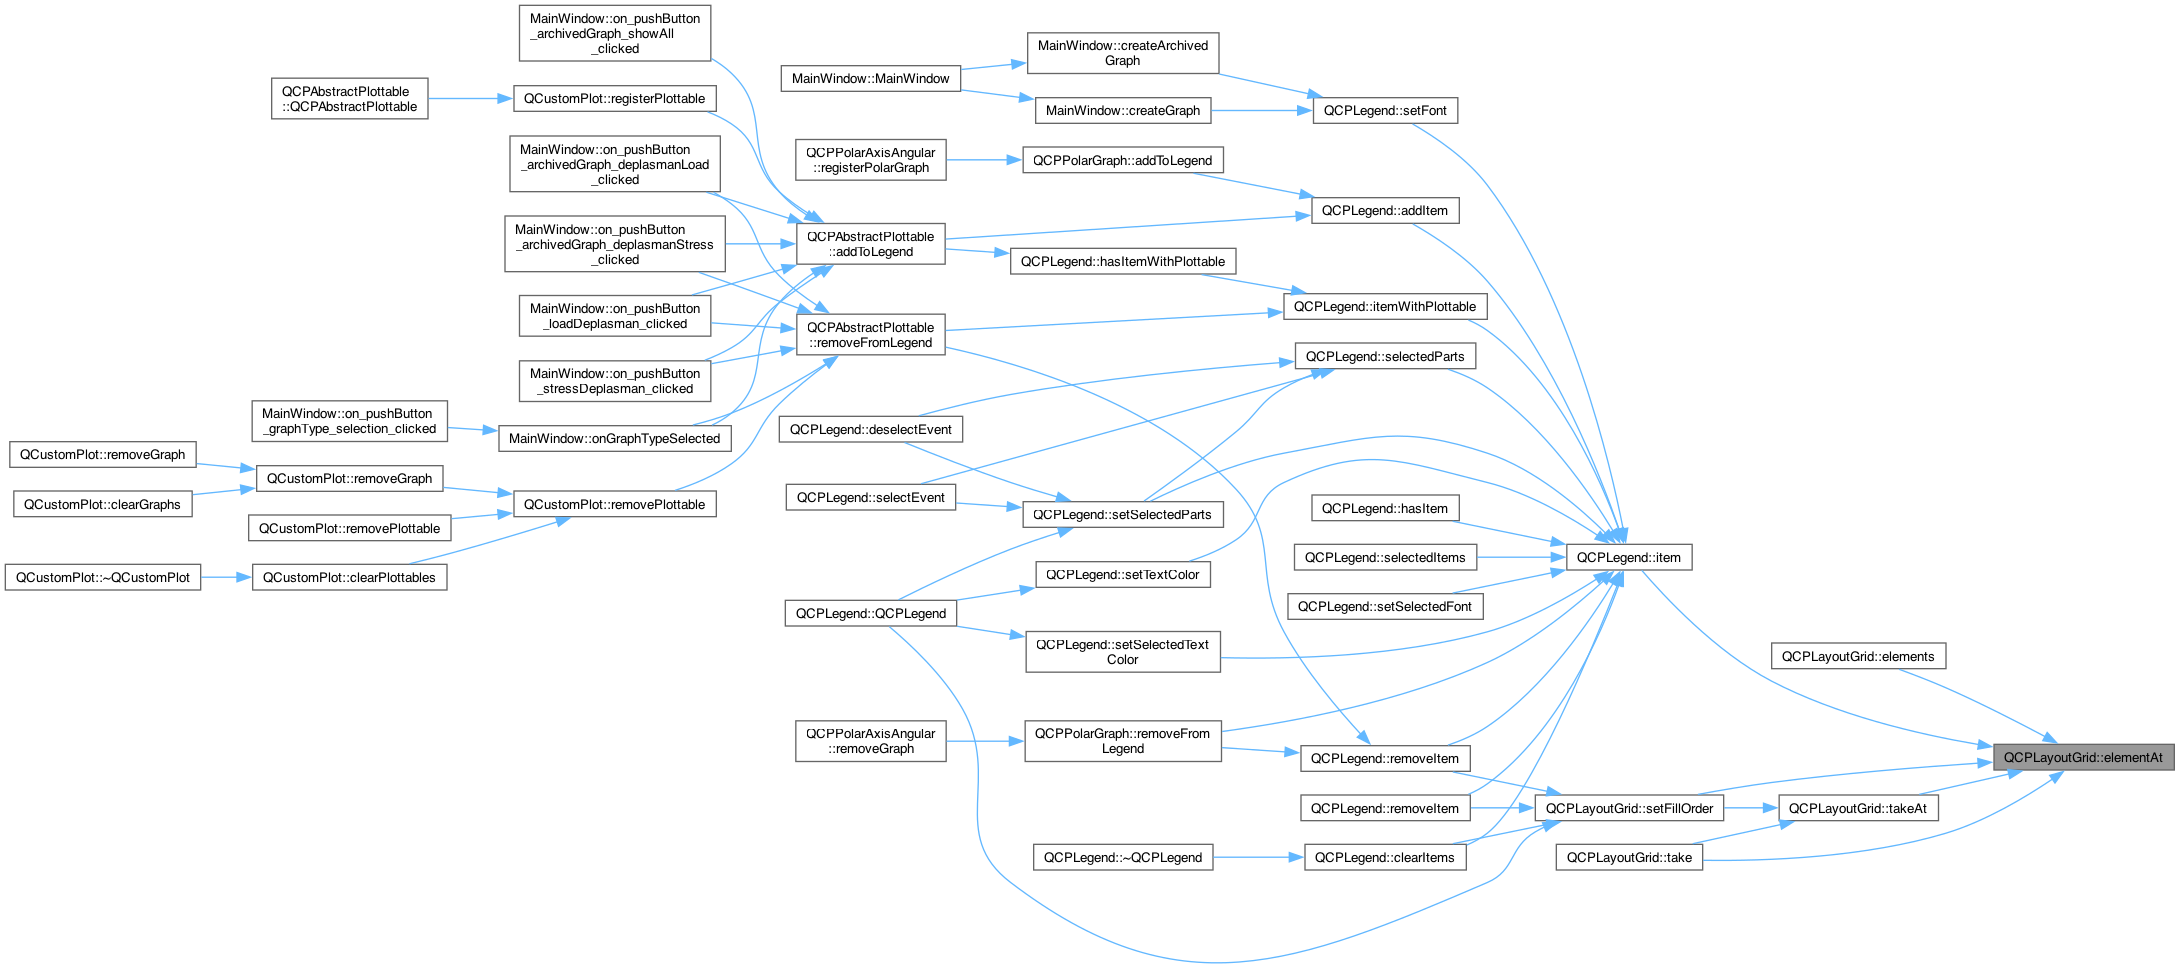 MainWindow::on_pushButton
_archivedGraph_showAll
_clicked
QCPAbstractPlottable
::QCPAbstractPlottable
QCustomPlot::registerPlottable
MainWindow::on_pushButton
_archivedGraph_deplasmanLoad
_clicked
MainWindow::on_pushButton
_archivedGraph_deplasmanStress
_clicked
MainWindow::on_pushButton
_loadDeplasman_clicked
MainWindow::on_pushButton
_stressDeplasman_clicked
MainWindow::on_pushButton
_graphType_selection_clicked
MainWindow::onGraphTypeSelected
QCustomPlot::removeGraph
QCustomPlot::removeGraph
QCustomPlot::clearGraphs
QCustomPlot::removePlottable
QCustomPlot::removePlottable
QCustomPlot::~QCustomPlot
QCustomPlot::clearPlottables
MainWindow::MainWindow
MainWindow::createArchived
Graph
MainWindow::createGraph
QCPLegend::setFont
QCPPolarAxisAngular
::registerPolarGraph
QCPPolarGraph::addToLegend
QCPLegend::addItem
QCPAbstractPlottable
::addToLegend
QCPLegend::hasItemWithPlottable
QCPLegend::itemWithPlottable
QCPAbstractPlottable
::removeFromLegend
QCPLegend::selectedParts
QCPLegend::deselectEvent
QCPLegend::selectEvent
QCPLegend::setSelectedParts
QCPLegend::hasItem
QCPLegend::selectedItems
QCPLegend::item
QCPLegend::setTextColor
QCPLegend::setSelectedFont
QCPLegend::QCPLegend
QCPLegend::setSelectedText
Color
QCPLayoutGrid::elements
QCPPolarAxisAngular
::removeGraph
QCPPolarGraph::removeFrom
Legend
QCPLegend::removeItem
QCPLayoutGrid::elementAt
QCPLegend::removeItem
QCPLayoutGrid::setFillOrder
QCPLayoutGrid::takeAt
QCPLegend::~QCPLegend
QCPLegend::clearItems
QCPLayoutGrid::take